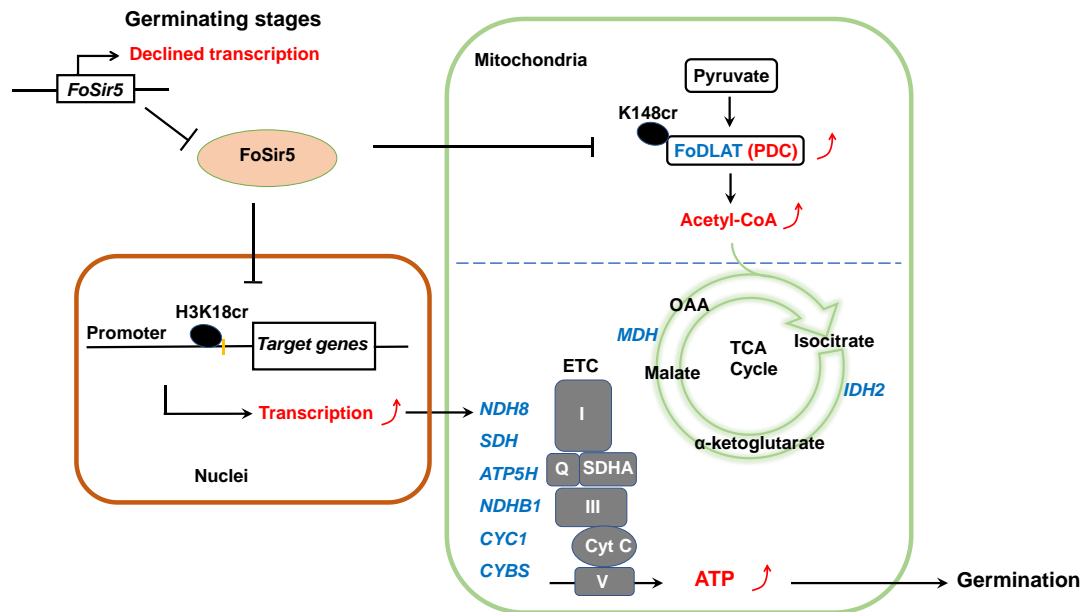 Germinating stages
Declined transcription
FoSir5
FoSir5
Mitochondria
Pyruvate
K148cr
FoDLAT (PDC)
Acetyl-CoA
H3K18cr
Promoter
Target genes
Transcription
Nuclei
OAA
MDH
TCA
Cycle
Isocitrate
Malate
IDH2
α-ketoglutarate
ETC
NDH8
I
SDH
ATP5H
Q
SDHA
NDHB1
III
CYC1
Cyt C
CYBS
V
ATP
Germination